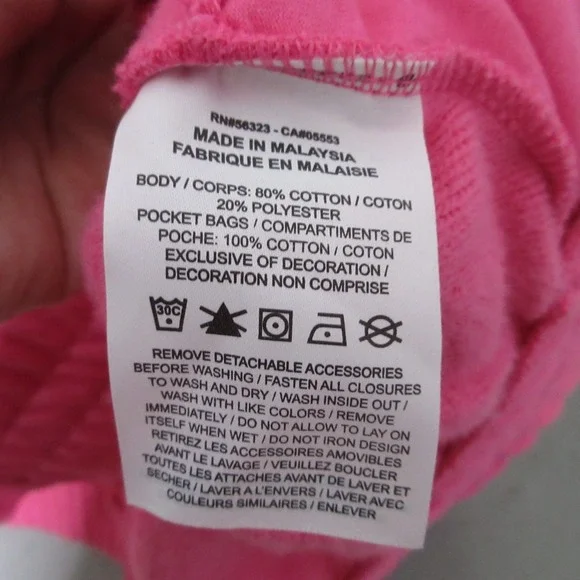 RN#56323 - CA#05553
MADE IN MALAYSIA
FABRIQUE EN MALAISIE
BODY / CORPS: 80% COTTON / COTON
20% POLYESTER
POCKET BAGS / COMPARTIMENTS DE
POCHE: 100% COTTON / COTON
EXCLUSIVE OF DECORATION /
DECORATION NON COMPRISE
30C
REMOVE DETACHABLE ACCESSORIES
BEFORE WASHING / FASTEN ALL CLOSURES
TO WASH AND DRY / WASH INSIDE OUT /
WASH WITH LIKE COLORS / REMOVE
IMMEDIATELY / DO NOT ALLOW TO LAY ON
ITSELF WHEN WET / DO NOT IRON DESIGN
RETIREZ LES ACCESSOIRES AMOVIBLES
AVANT LE LAVAGE / VEUILLEZ BOUCLER
TOUTES LES ATTACHES AVANT DE LAVER ET
SECHER / LAVER A L'ENVERS / LAVER AVEC
COULEURS SIMILAIRES / ENLEVER